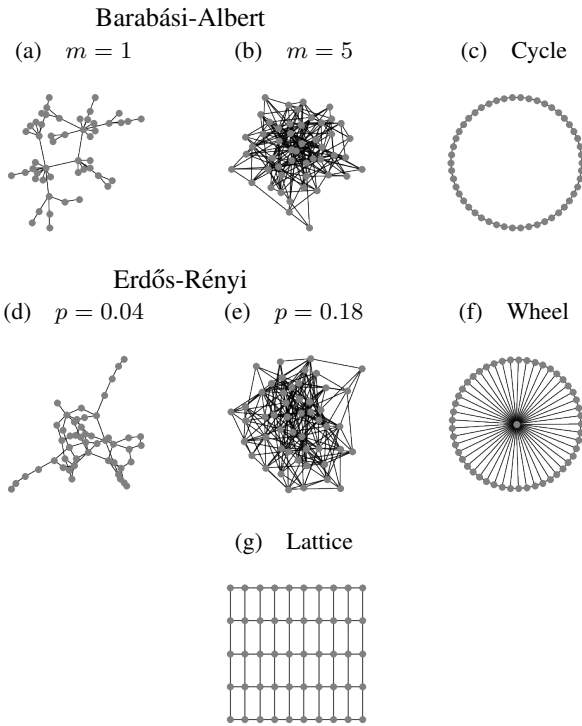 Barabási-Albert
(a) m = 1
(b) m = 5
(c) Cycle
Erdős-Rényi
(d) p = 0.04
(e) p = 0.18
(f) Wheel
(g) Lattice